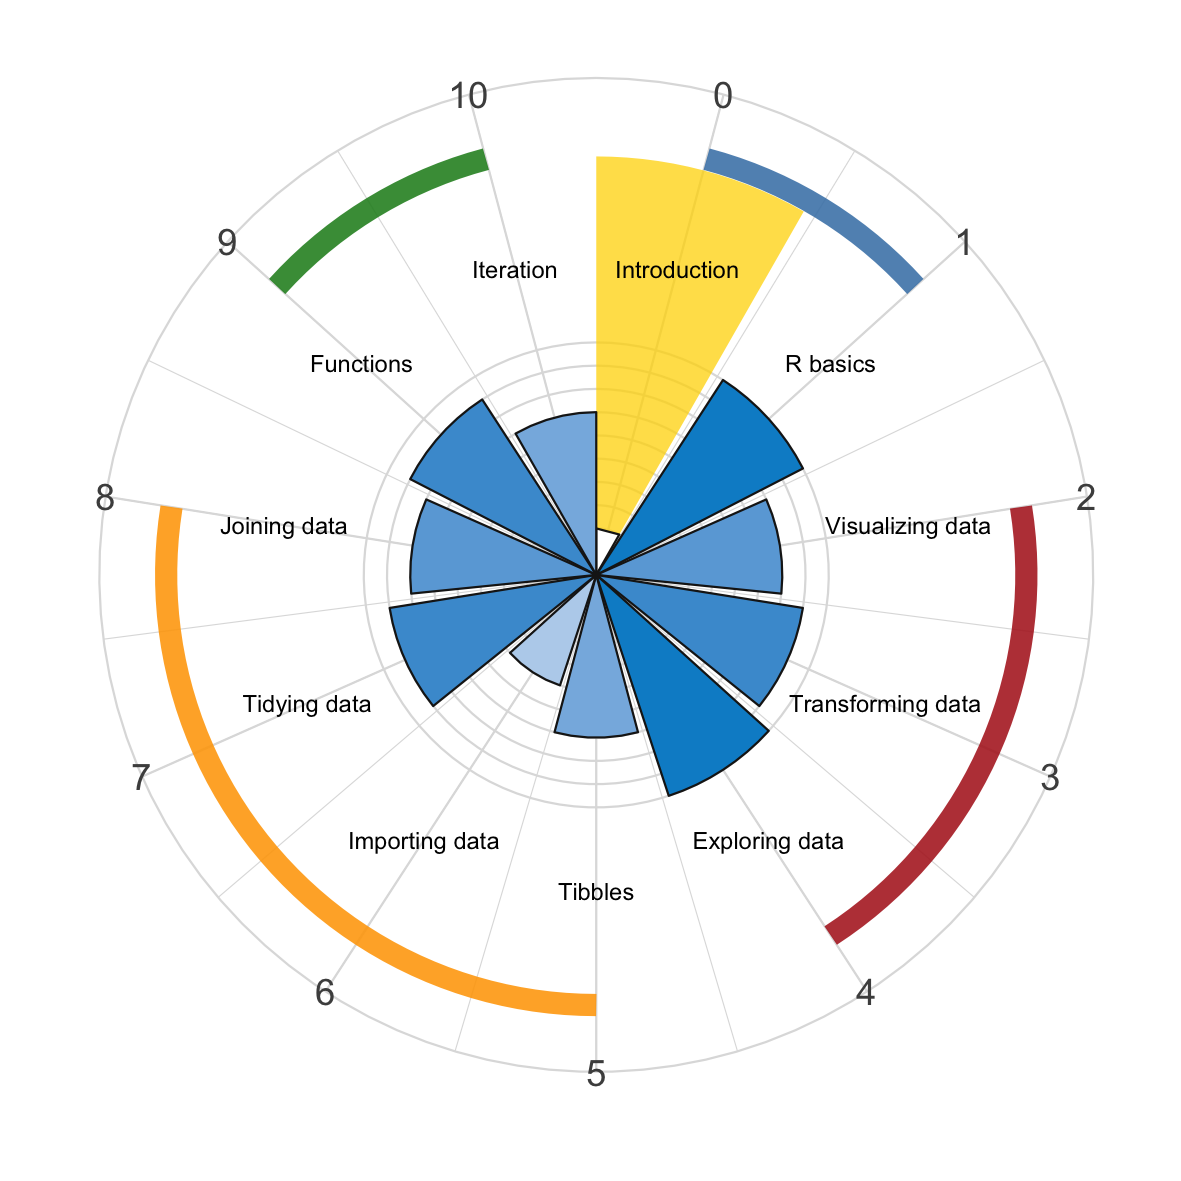 10
0
9
1
Iteration
Introduction
Functions
R basics
8
2
Joining data
Visualizing data
Tidying data
Transforming data
7
3
Importing data
Exploring data
Tibbles
6
4
5